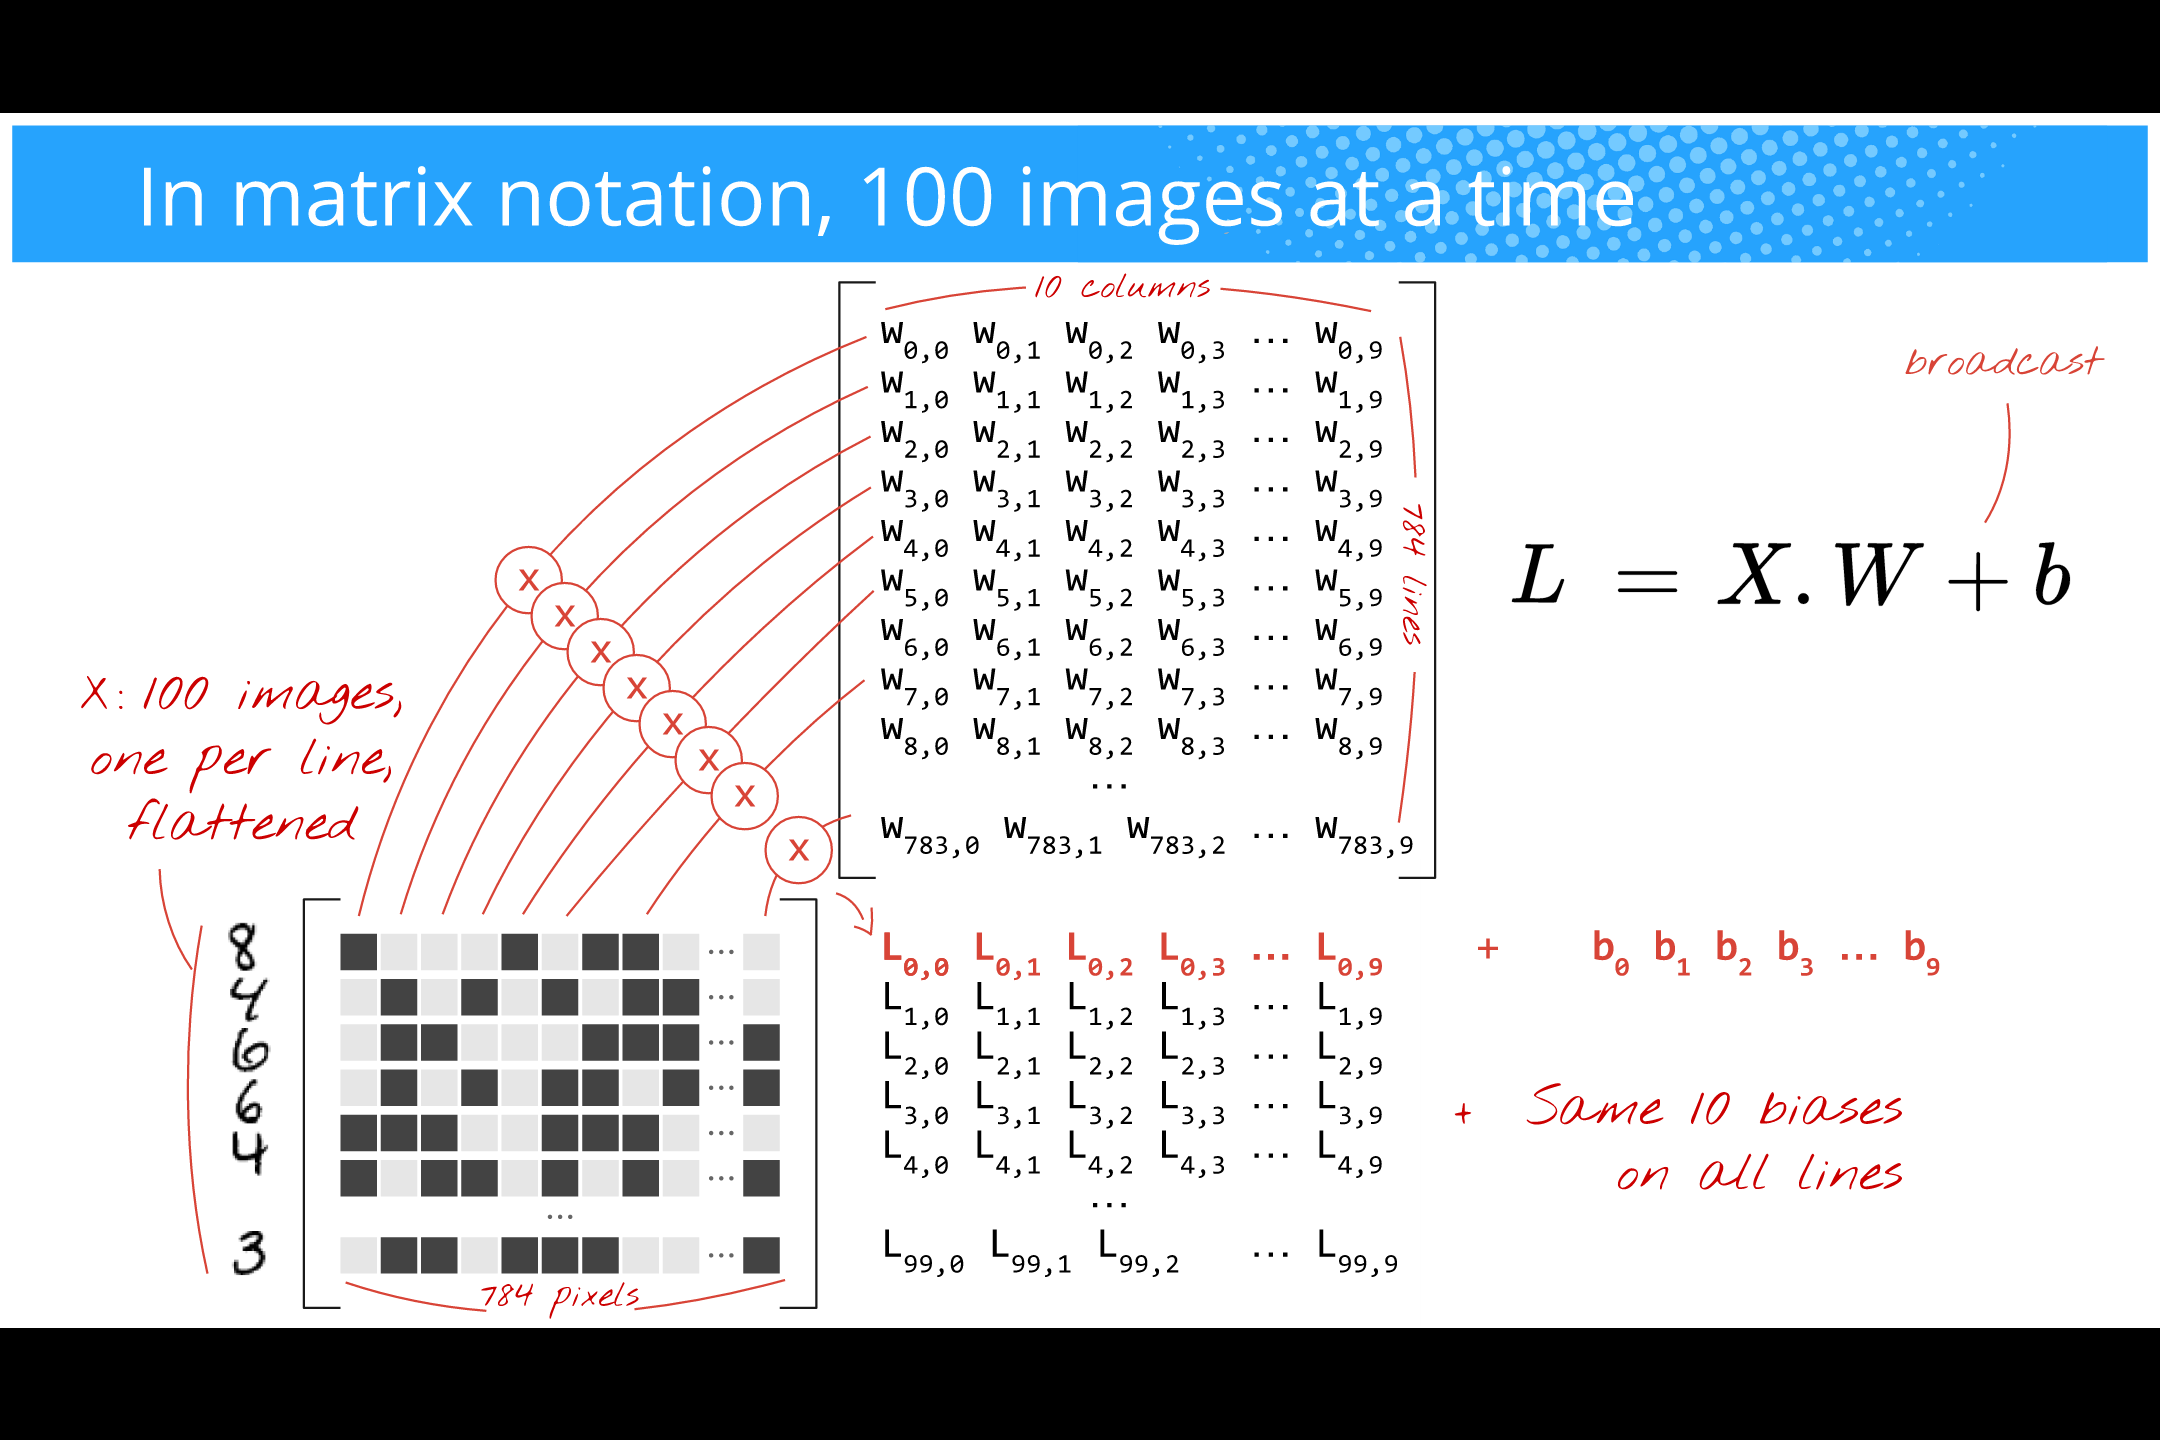 In matrix notation, 100 images at a time
10 columns
W0,0 W0,1 W0,2 W0,3 … W0,9
W1,0 W1,1 W1,2 W1,3 … W1,9
W2,0 W2,1 W2,2 W2,3 … W2,9
W3,0 W3,1 W3,2 W3,3 … W3,9
W4,0 W4,1 W4,2 W4,3 … W4,9
W5,0 W5,1 W5,2 W5,3 … W5,9
W6,0 W6,1 W6,2 W6,3 … W6,9
W7,0 W7,1 W7,2 W7,3 … W7,9
W8,0 W8,1 W8,2 W8,3 … W8,9
…
W783,0 W783,1 W783,2 … W783,9
784 lines
broadcast
L = X.W + b
x
x
x
x
x
x
x
x
X: 100 images,
one per line,
flattened
8
4
6
6
4
3
…
…
…
…
…
…
…
…
784 pixels
L0,0 L0,1 L0,2 L0,3 … L0,9 + b0 b1 b2 b3 … b9
L1,0 L1,1 L1,2 L1,3 … L1,9
L2,0 L2,1 L2,2 L2,3 … L2,9
L3,0 L3,1 L3,2 L3,3 … L3,9
L4,0 L4,1 L4,2 L4,3 … L4,9
…
L99,0 L99,1 L99,2 … L99,9
+ Same 10 biases
on all lines